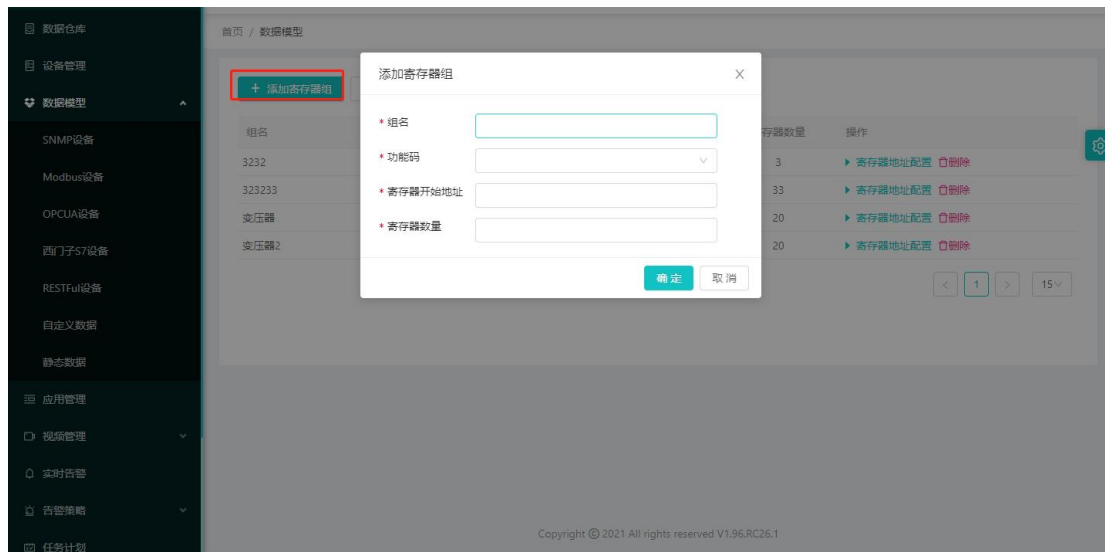 数据仓库
设备管理
数据模型
SNMP设备
Modbus设备
OPCUA设备
西门子S7设备
RESTFul设备
自定义数据
静态数据
应用管理
视频管理
实时告警
告警策略
任务计划
首页 / 数据模型
+ 添加寄存器组
组名 存器数量 操作
3232 3 寄存器地址配置 删除
323233 33 寄存器地址配置 删除
变压器 20 寄存器地址配置 删除
变压器2 20 寄存器地址配置 删除
< 1 > 15
添加寄存器组 X
* 组名
* 功能码
* 寄存器开始地址
* 寄存器数量
确定 取消
Copyright © 2021 All rights reserved V1.96.RC26.1